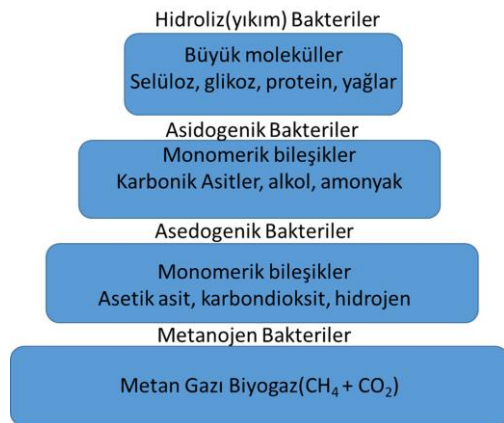 Hidroliz(yıkım) Bakteriler
Büyük moleküller
Selüloz, glikoz, protein, yağlar
Asidogenik Bakteriler
Monomerik bileşikler
Karbonik Asitler, alkol, amonyak
Asedogenik Bakteriler
Monomerik bileşikler
Asetik asit, karbondioksit, hidrojen
Metanojen Bakteriler
Metan Gazı Biyogaz(CH₄ + CO₂)